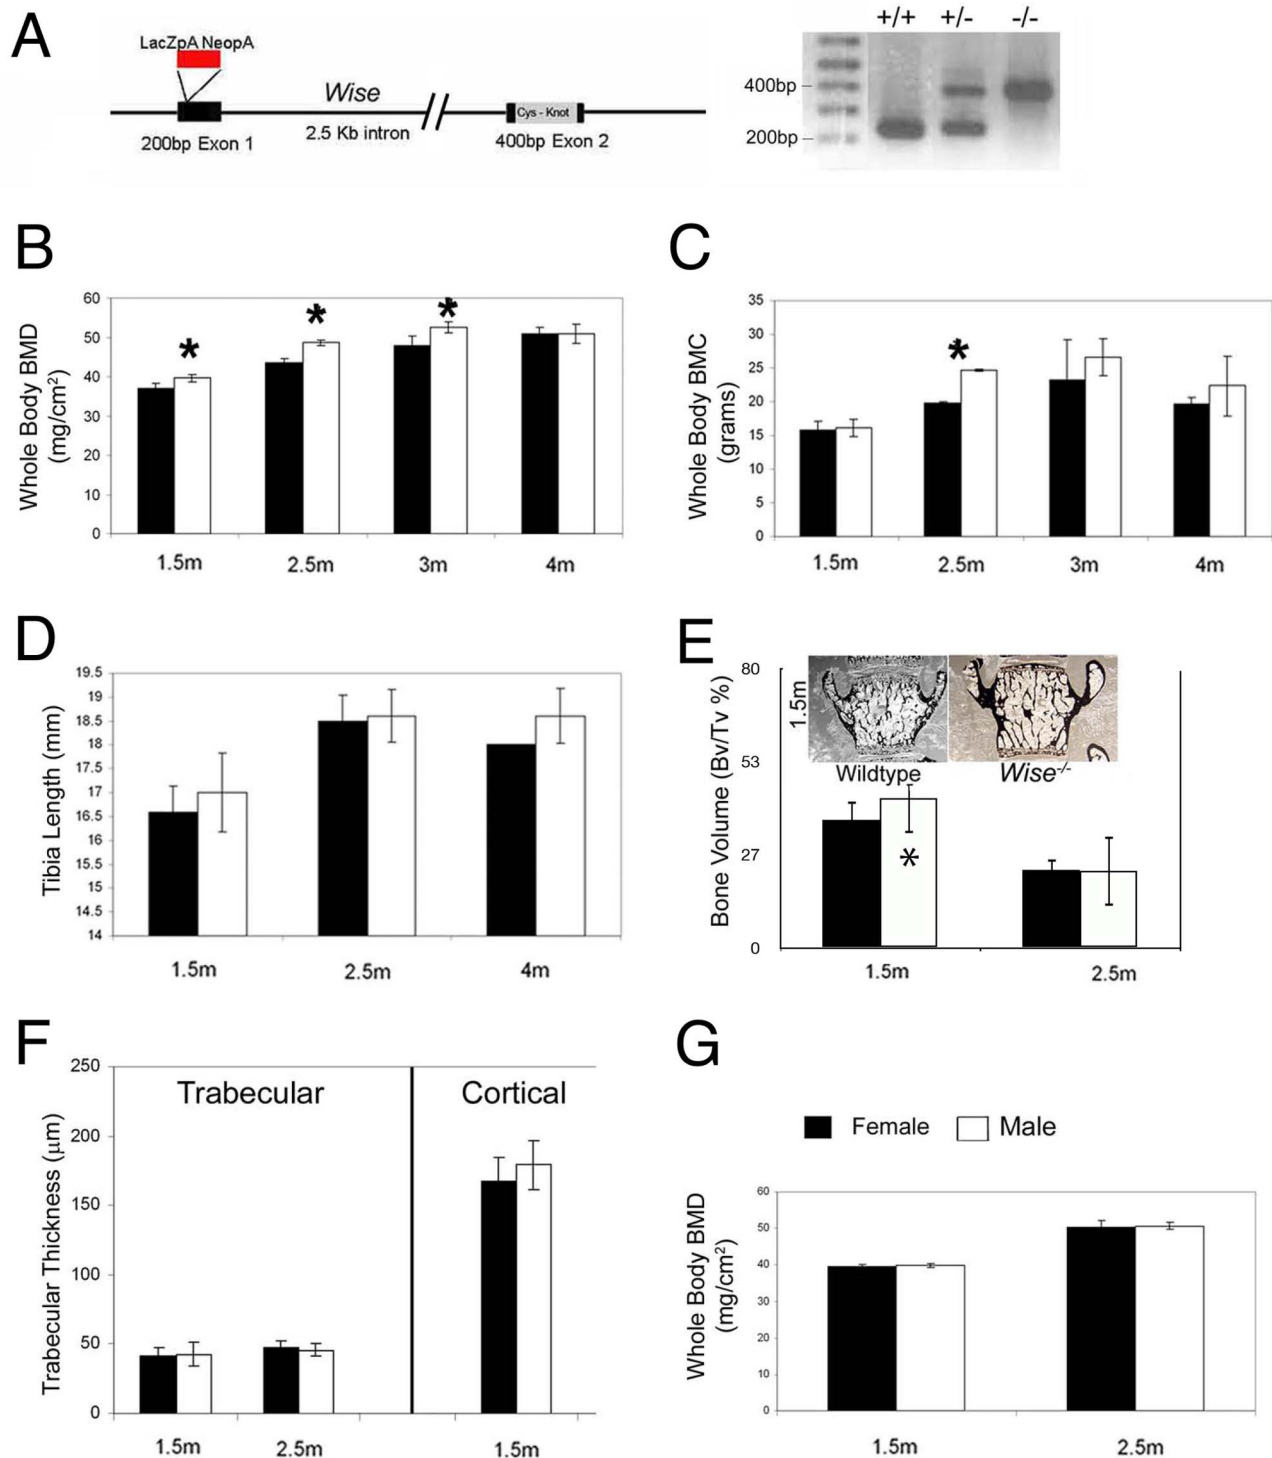 A
LacZpA NeopA
Wise
Cys - Knot
2.5 Kb intron
200bp Exon 1
400bp Exon 2
+/+ +/- -/-
400bp
200bp
B
Whole Body BMD
(mg/cm²)
60
50
40
30
20
10
0
*
*
*
1.5m 2.5m 3m 4m
C
Whole Body BMC
(grams)
35
30
25
20
15
10
5
0
*
1.5m 2.5m 3m 4m
D
Tibia Length (mm)
19.5
19
18.5
18
17.5
17
16.5
16
15.5
15
14.5
14
1.5m 2.5m 4m
E
Bone Volume (Bv/Tv %)
80
53
27
0
1.5m
Wildtype Wise-/-
*
1.5m 2.5m
F
Trabecular Thickness (μm)
250
200
150
100
50
0
Trabecular Cortical
1.5m 2.5m 1.5m
G
Female Male
Whole Body BMD
(mg/cm²)
60
50
40
30
20
10
0
1.5m 2.5m